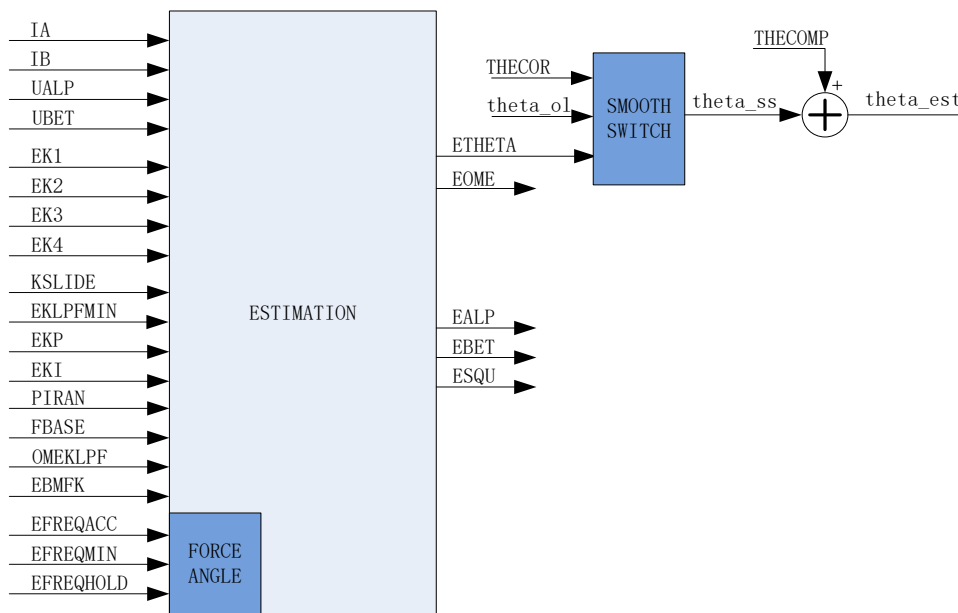 IA
IB
UALP
UBET
EK1
EK2
EK3
EK4
KSLIDE
EKLPFMIN
EKP
EKI
PIRAN
FBASE
OMEKLPF
EBMFK
EFREQACC
EFREQMIN
EFREQHOLD
FORCE
ANGLE
ESTIMATION
ETHETA
EOME
EALP
EBET
ESQU
THECOR
theta_ol
SMOOTH
SWITCH
theta_ss
THECOMP
+
theta_est